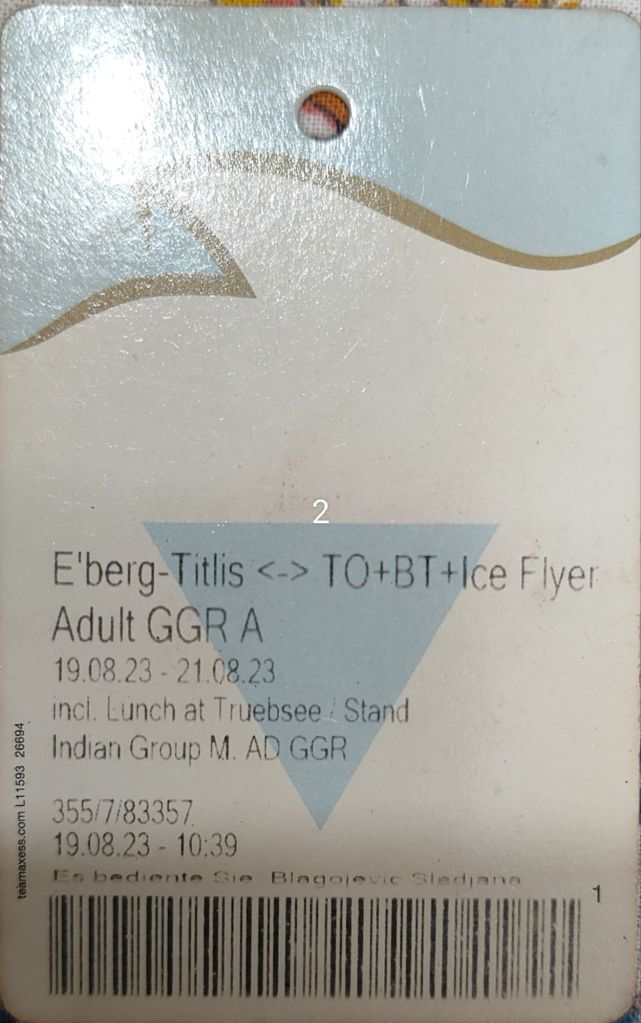 2
E'berg-Titlis <-> TO+BT+Ice Flyer
Adult GGR A
19.08.23 - 21.08.23
incl. Lunch at Truebsee / Stand
Indian Group M. AD GGR
355/7/83357
19.08.23 - 10:39
Es bediente Sie Blagojevic Sladjana
1
teamaxess.com L11593 26694